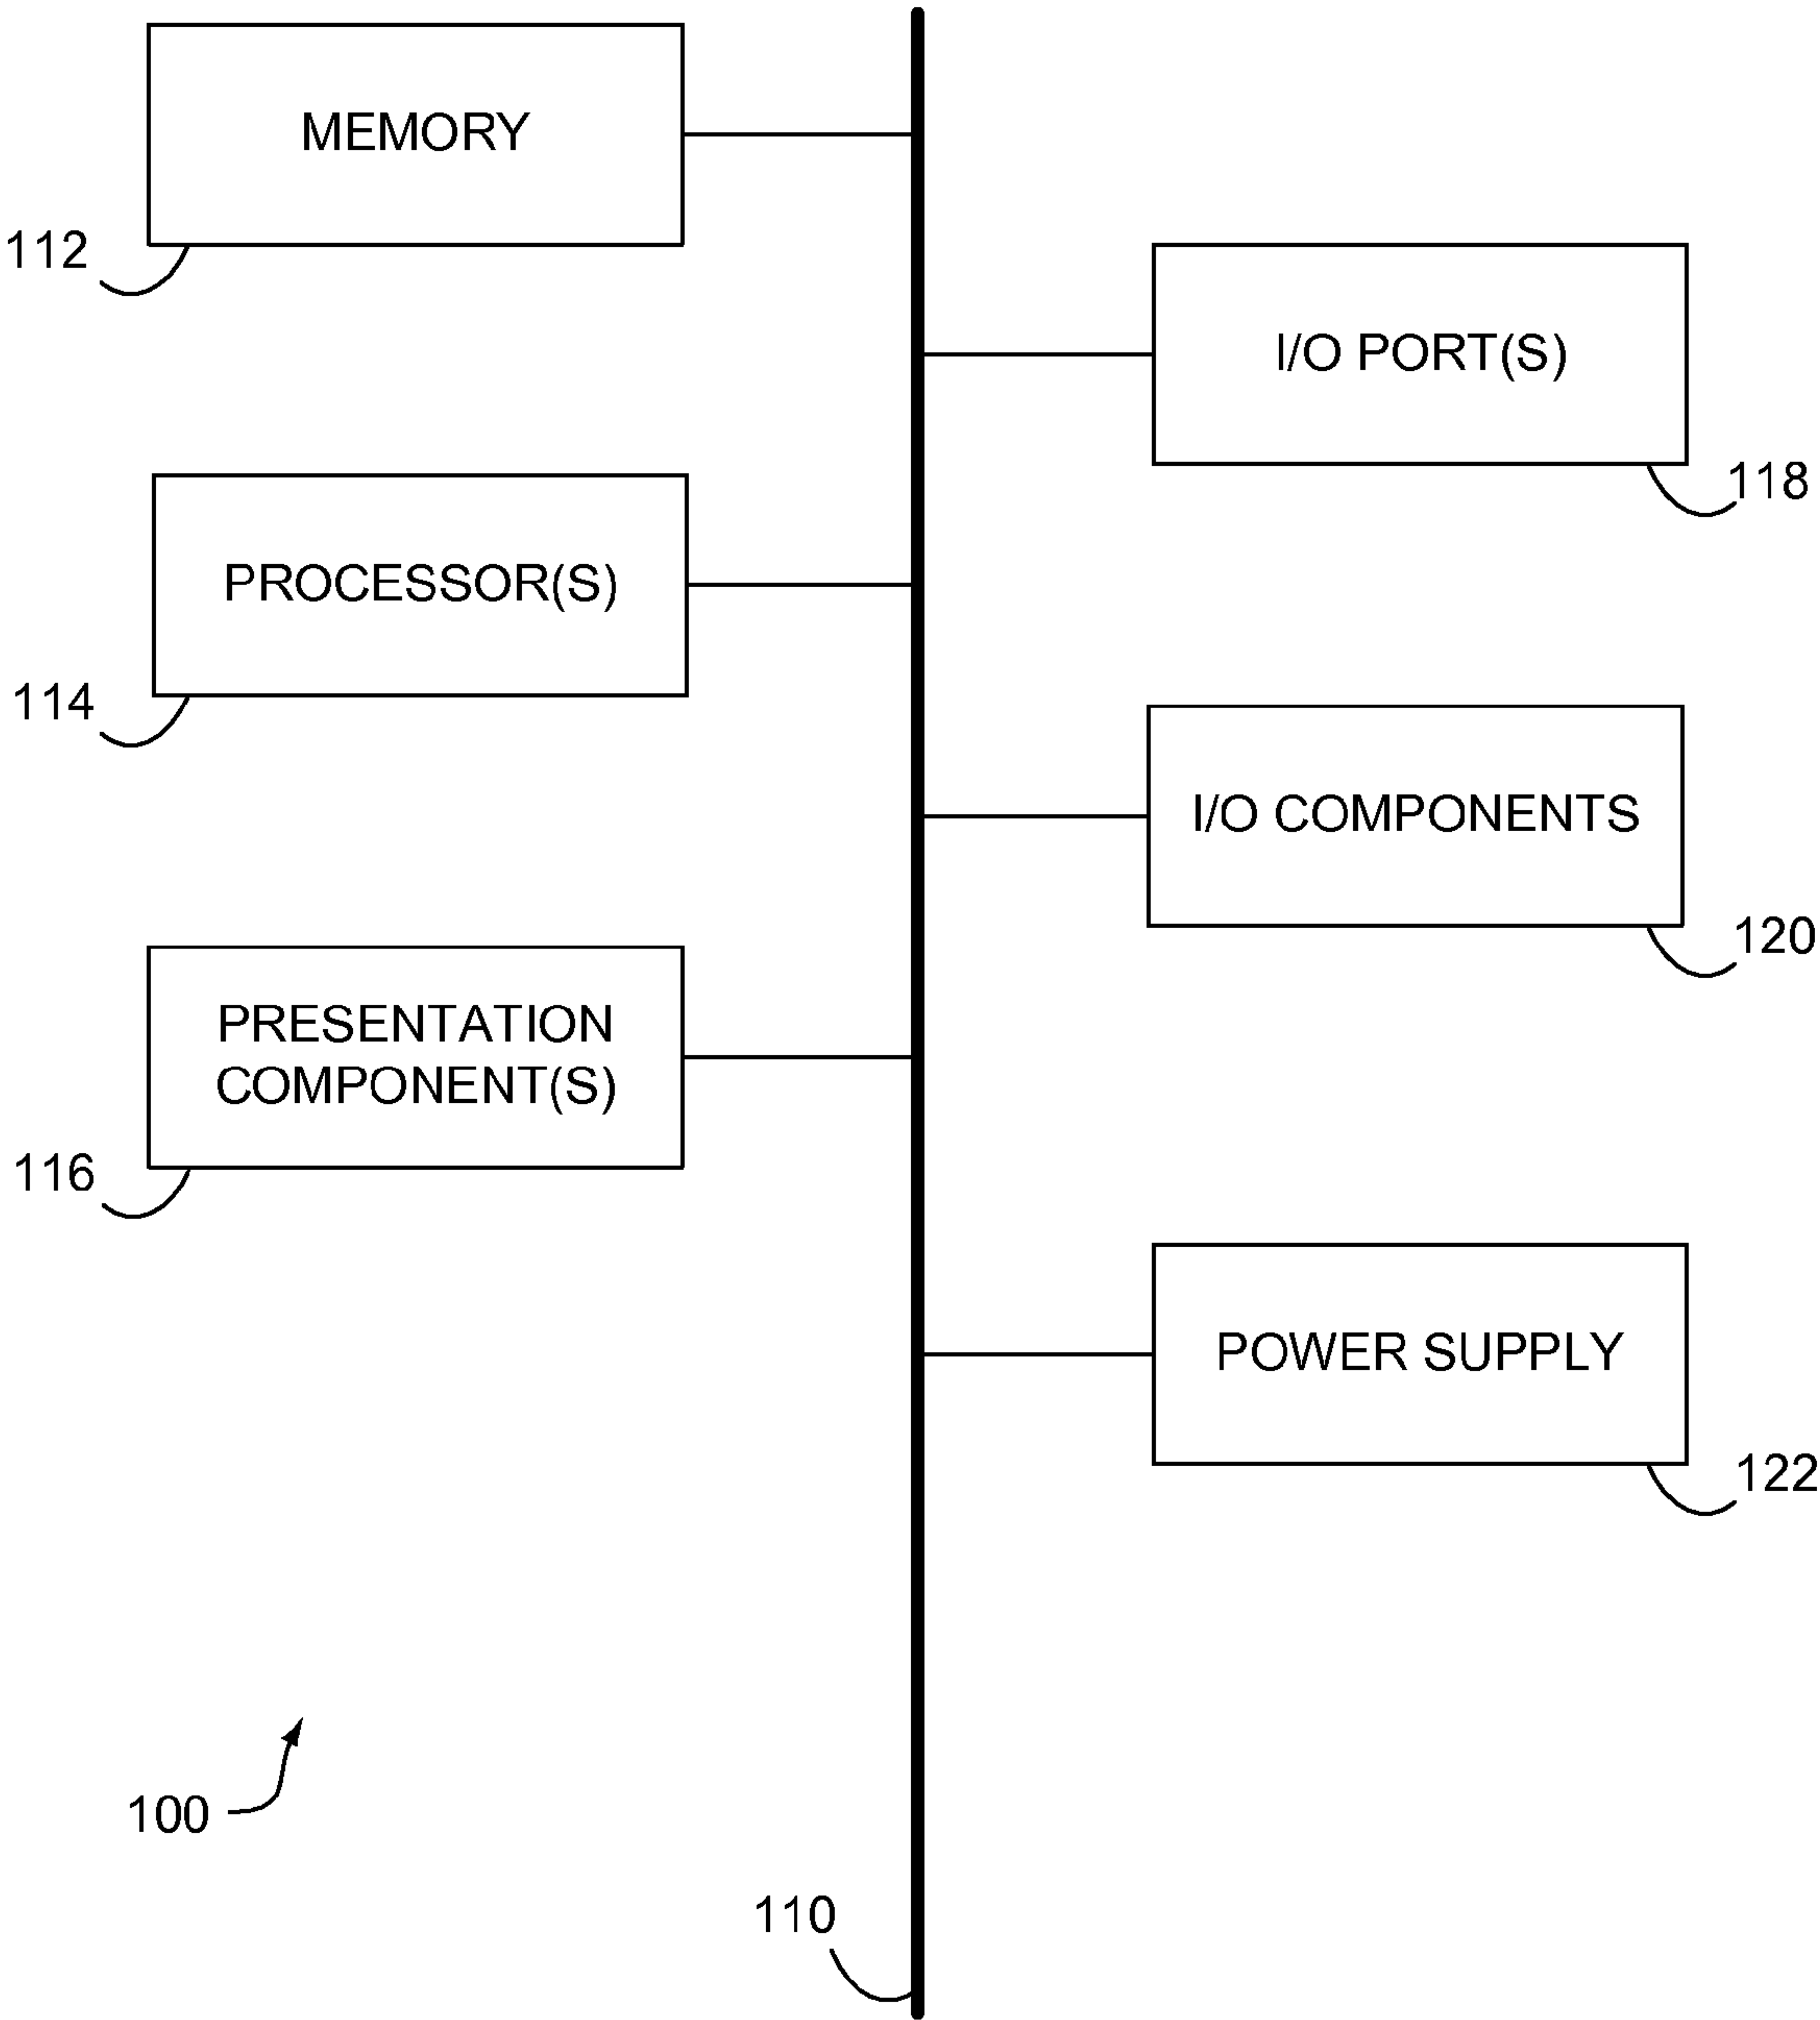 MEMORY
112
I/O PORT(S)
118
PROCESSOR(S)
114
I/O COMPONENTS
120
PRESENTATION
COMPONENT(S)
116
POWER SUPPLY
122
100
110